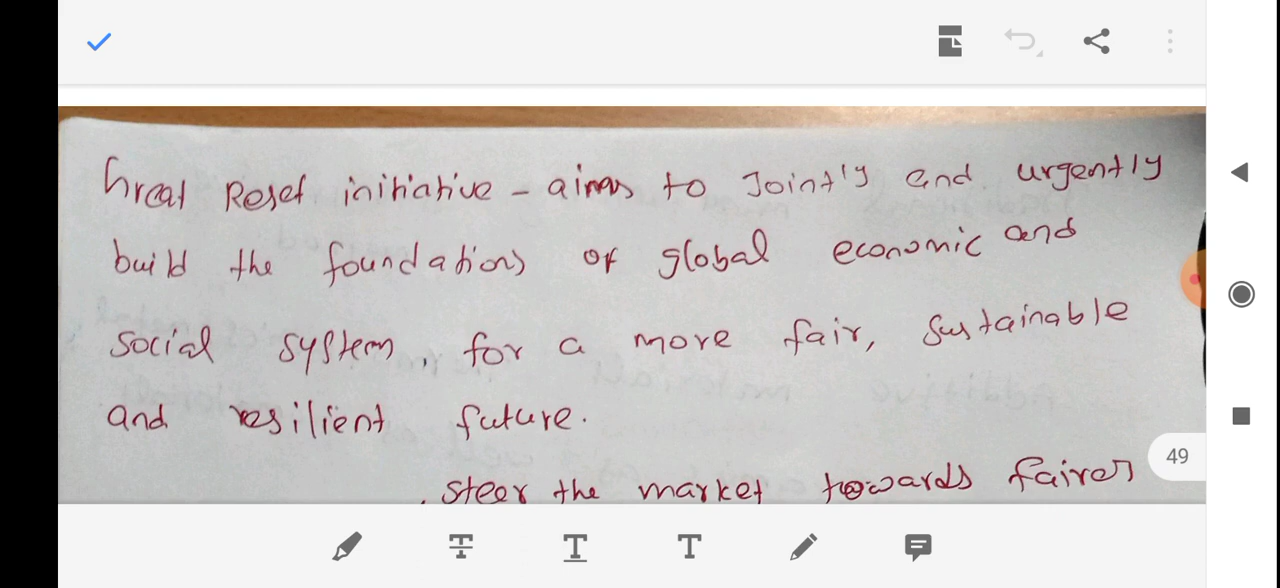 Great Reset initiative - aims to Jointly and urgently
build the foundations of global economic and
social system, for a more fair, sustainable
and resilient future.
49
. steer the market towards fairer